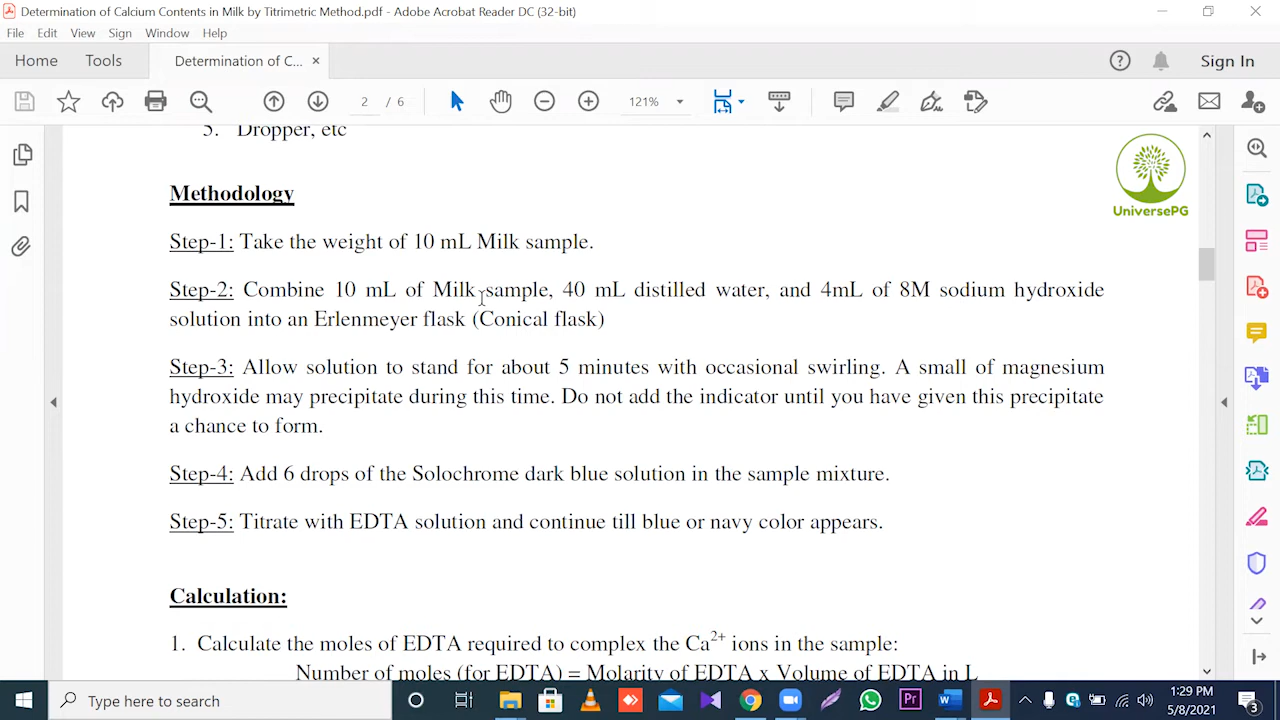 Determination of Calcium Contents in Milk by Titrimetric Method.pdf - Adobe Acrobat Reader DC (32-bit)
File Edit View Sign Window Help
Home Tools Determination of C... × Sign In
2 / 6 121%
5. Dropper, etc
UniversePG
Methodology
Step-1: Take the weight of 10 mL Milk sample.
Step-2: Combine 10 mL of Milk sample, 40 mL distilled water, and 4mL of 8M sodium hydroxide
solution into an Erlenmeyer flask (Conical flask)
Step-3: Allow solution to stand for about 5 minutes with occasional swirling. A small of magnesium
hydroxide may precipitate during this time. Do not add the indicator until you have given this precipitate
a chance to form.
Step-4: Add 6 drops of the Solochrome dark blue solution in the sample mixture.
Step-5: Titrate with EDTA solution and continue till blue or navy color appears.
Calculation:
1. Calculate the moles of EDTA required to complex the Ca2+ ions in the sample:
Number of moles (for EDTA) = Molarity of EDTA x Volume of EDTA in L
Type here to search
1:29 PM
5/8/2021
3